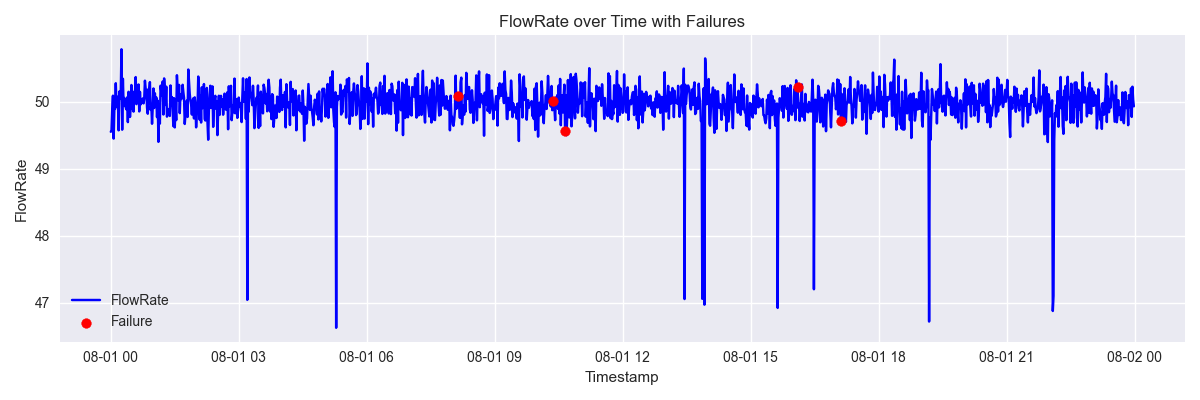 FlowRate over Time with Failures
FlowRate
50
49
48
47
FlowRate
Failure
08-01 00
08-01 03
08-01 06
08-01 09
08-01 12
08-01 15
08-01 18
08-01 21
08-02 00
Timestamp